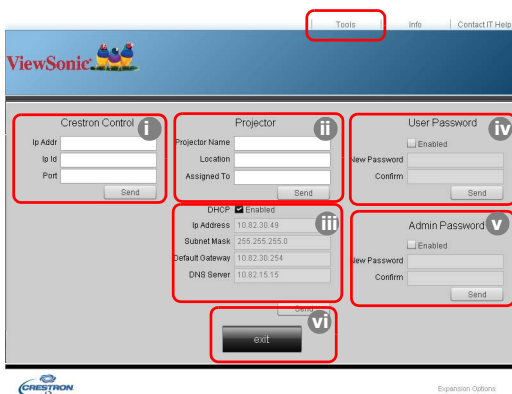 Tools Info Contact IT Help
ViewSonic
Crestron Control i
Ip Addr
Ip Id
Port
Send
Projector ii
Projector Name
Location
Assigned To
Send
DHCP Enabled iii
Ip Address 10.82.30.49
Subnet Mask 255.255.255.0
Default Gateway 10.82.30.254
DNS Server 10.82.15.15
Send
User Password iv
Enabled
New Password
Confirm
Send
Admin Password v
Enabled
New Password
Confirm
Send
vi
exit
CRESTRON
Expansion Options